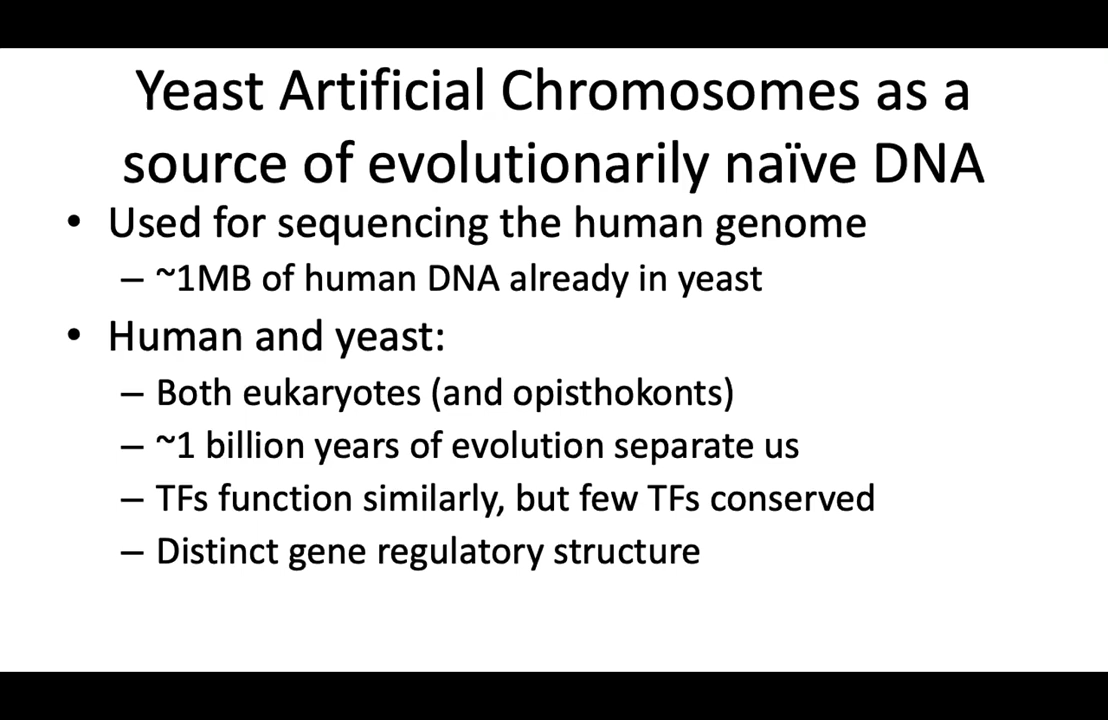 Yeast Artificial Chromosomes as a
source of evolutionarily naïve DNA
• Used for sequencing the human genome
– ~1MB of human DNA already in yeast
• Human and yeast:
– Both eukaryotes (and opisthokonts)
– ~1 billion years of evolution separate us
– TFs function similarly, but few TFs conserved
– Distinct gene regulatory structure